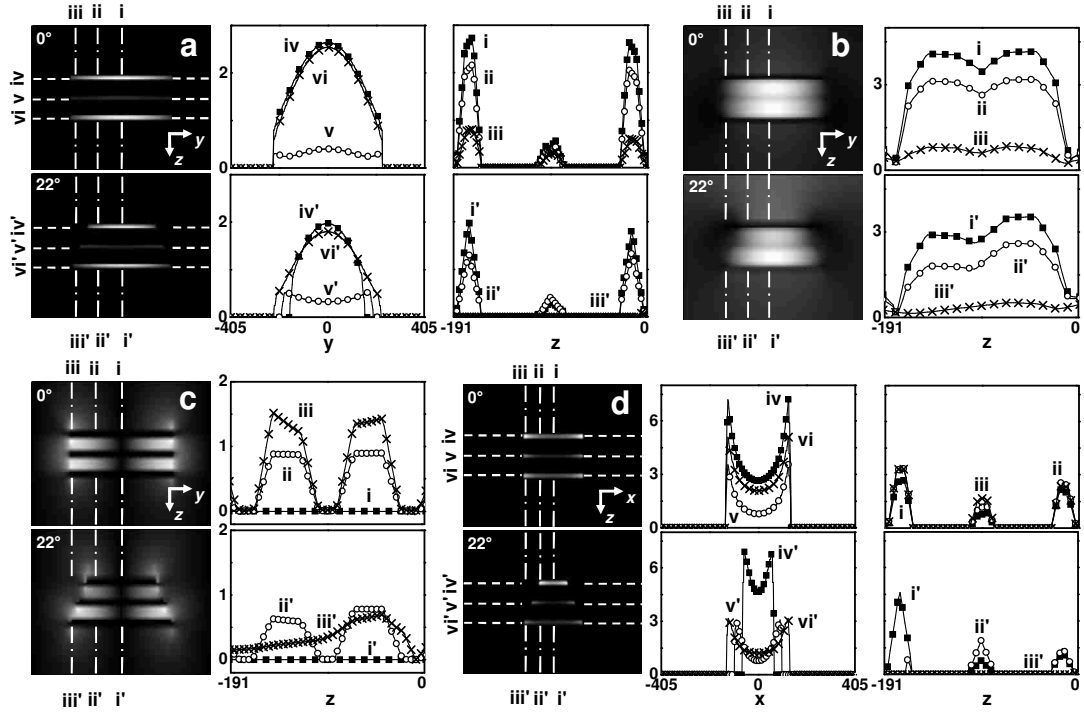 iii ii i
0°
a
vi v iv
y
z
22°
vi' v' iv'
iii' ii' i'
2
1
0
iv
vi
v
2
1
0
iv'
vi'
v'
-405 0 405
y
i
ii
iii
i'
ii'
iii'
-191 0
z
iii ii i
0°
b
y
z
22°
iii' ii' i'
3
0
i
ii
iii
3
0
i'
ii'
iii'
-191 0
z
iii ii i
0°
c
y
z
22°
iii' ii' i'
2
1
0
iii
ii
i
2
1
0
ii'
iii'
i'
-191 0
z
iii ii i
0°
d
vi v iv
x
z
22°
vi' v' iv'
iii' ii' i'
6
3
0
iv
vi
v
6
3
0
iv'
v'
vi'
-405 0 405
x
i
iii
ii
i'
ii'
iii'
-191 0
z